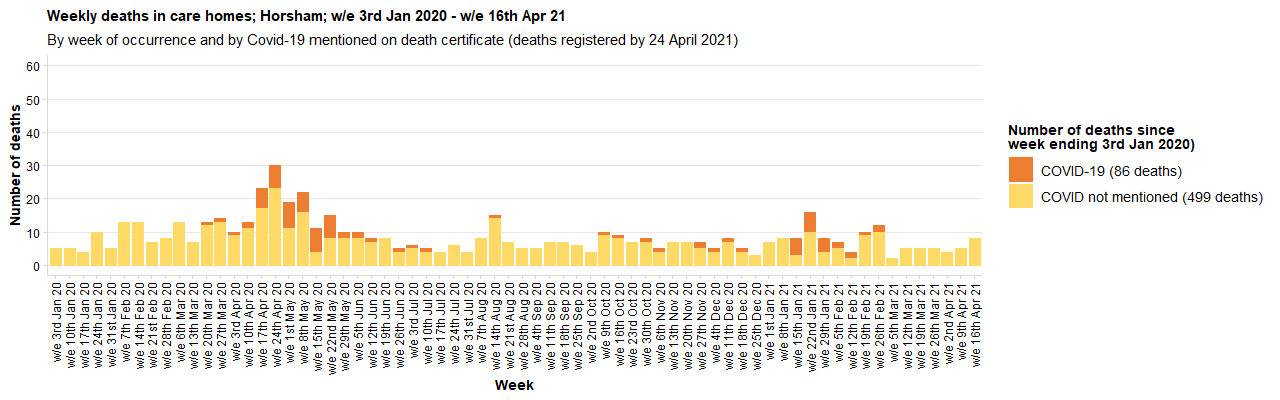 Weekly deaths in care homes; Horsham; w/e 3rd Jan 2020 - w/e 16th Apr 21
By week of occurrence and by Covid-19 mentioned on death certificate (deaths registered by 24 April 2021)
60
50
40
30
20
10
0
Number of deaths
w/e 3rd Jan 20
w/e 10th Jan 20
w/e 17th Jan 20
w/e 24th Jan 20
w/e 31st Jan 20
w/e 7th Feb 20
w/e 14th Feb 20
w/e 21st Feb 20
w/e 28th Feb 20
w/e 6th Mar 20
w/e 13th Mar 20
w/e 20th Mar 20
w/e 27th Mar 20
w/e 3rd Apr 20
w/e 10th Apr 20
w/e 17th Apr 20
w/e 24th Apr 20
w/e 1st May 20
w/e 8th May 20
w/e 15th May 20
w/e 22nd May 20
w/e 29th May 20
w/e 5th Jun 20
w/e 12th Jun 20
w/e 19th Jun 20
w/e 26th Jun 20
w/e 3rd Jul 20
w/e 10th Jul 20
w/e 17th Jul 20
w/e 24th Jul 20
w/e 31st Jul 20
w/e 7th Aug 20
w/e 14th Aug 20
w/e 21st Aug 20
w/e 28th Aug 20
w/e 4th Sep 20
w/e 11th Sep 20
w/e 18th Sep 20
w/e 25th Sep 20
w/e 2nd Oct 20
w/e 9th Oct 20
w/e 16th Oct 20
w/e 23rd Oct 20
w/e 30th Oct 20
w/e 6th Nov 20
w/e 13th Nov 20
w/e 20th Nov 20
w/e 27th Nov 20
w/e 4th Dec 20
w/e 11th Dec 20
w/e 18th Dec 20
w/e 25th Dec 20
w/e 1st Jan 21
w/e 8th Jan 21
w/e 15th Jan 21
w/e 22nd Jan 21
w/e 29th Jan 21
w/e 5th Feb 21
w/e 12th Feb 21
w/e 19th Feb 21
w/e 26th Feb 21
w/e 5th Mar 21
w/e 12th Mar 21
w/e 19th Mar 21
w/e 26th Mar 21
w/e 2nd Apr 21
w/e 9th Apr 21
w/e 16th Apr 21
Week
Number of deaths since
week ending 3rd Jan 2020)
COVID-19 (86 deaths)
COVID not mentioned (499 deaths)